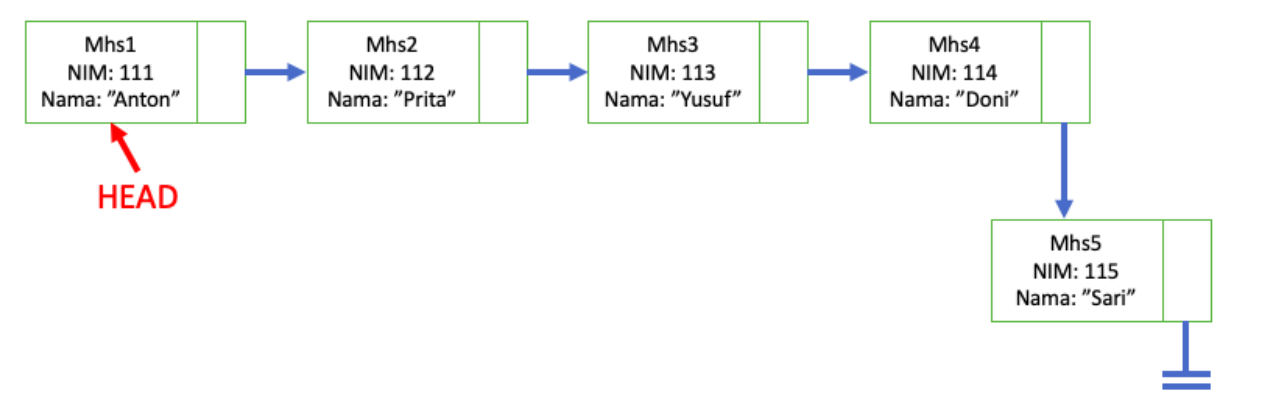 Mhs1
NIM: 111
Nama: ”Anton”
Mhs2
NIM: 112
Nama: ”Prita”
Mhs3
NIM: 113
Nama: ”Yusuf”
Mhs4
NIM: 114
Nama: ”Doni”
HEAD
Mhs5
NIM: 115
Nama: ”Sari”